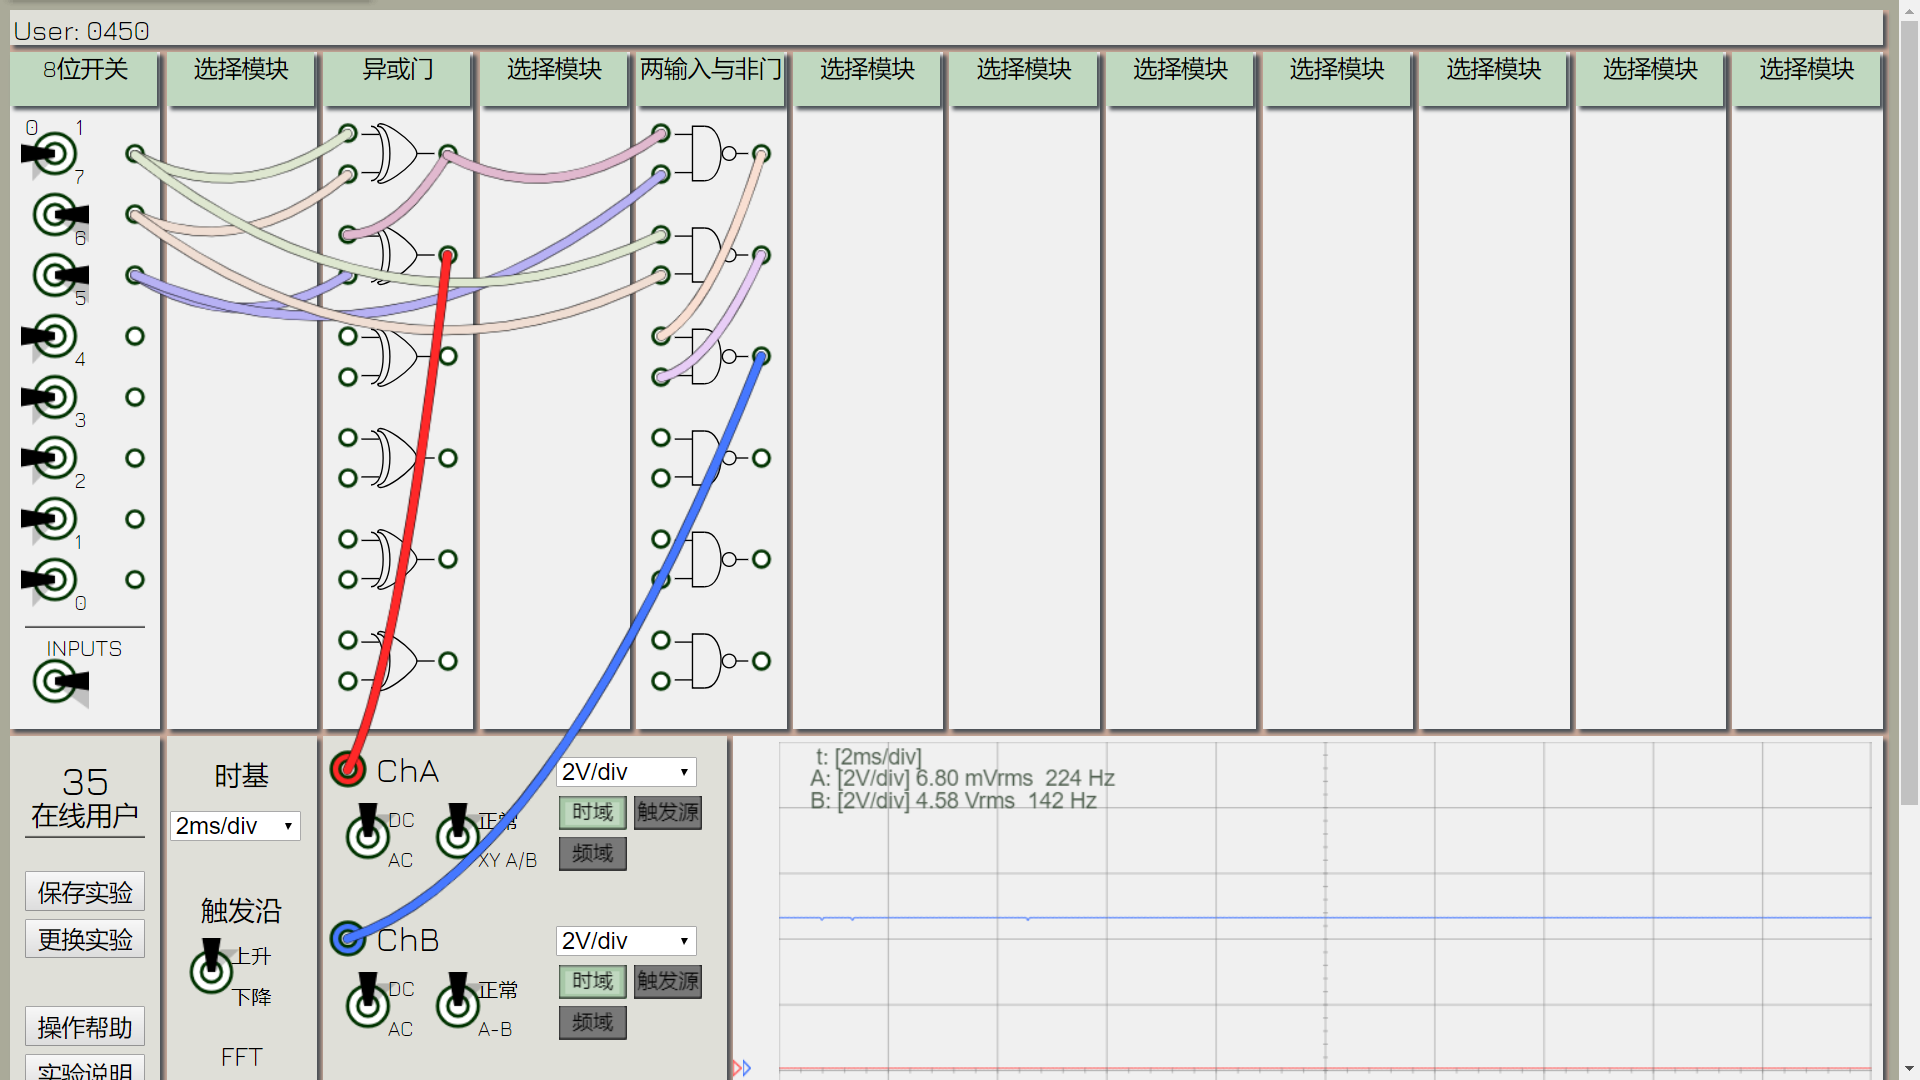 User: 0450
8位开关
选择模块
异或门
选择模块
两输入与非门
选择模块
选择模块
选择模块
选择模块
选择模块
选择模块
选择模块
0 1
7
6
5
4
3
2
1
0
INPUTS
35
在线用户
保存实验
更换实验
操作帮助
实验说明
时基
2ms/div
触发沿
上升
下降
FFT
ChA
2V/div
DC
AC
正常
XY A/B
时域
触发源
频域
ChB
2V/div
DC
AC
正常
A-B
时域
触发源
频域
t: [2ms/div]
A: [2V/div] 6.80 mVrms 224 Hz
B: [2V/div] 4.58 Vrms 142 Hz